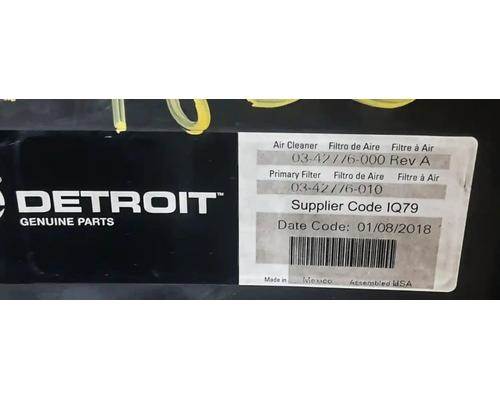 DETROIT™
GENUINE PARTS
Air Cleaner Filtro de Aire Filtre à Air
03-42776-000 Rev A
Primary Filter Filtro de Aire Filtre à Air
03-42776-010
Supplier Code IQ79
Date Code: 01/08/2018
Made in Mexico Assembled USA